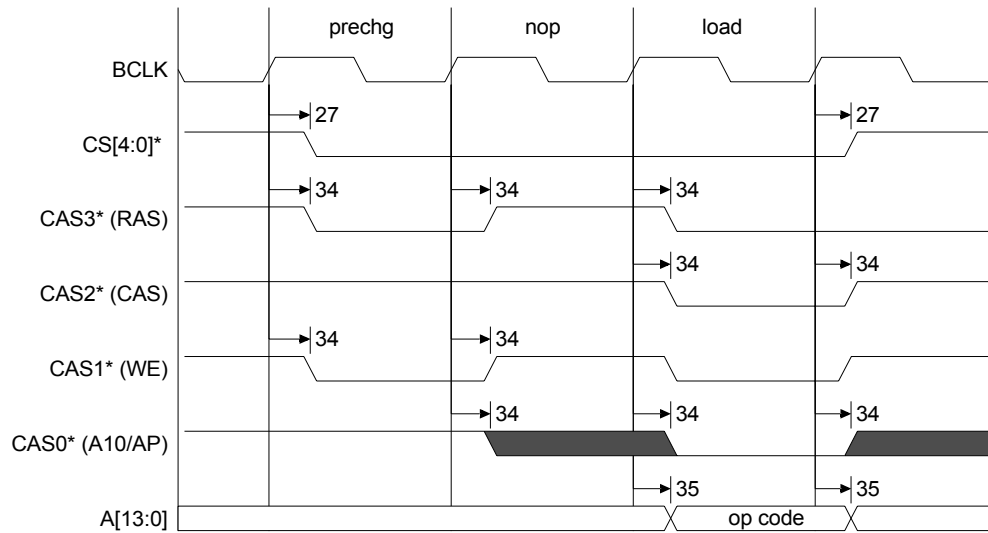 prechg nop load
BCLK
27 27
CS[4:0]*
34 34 34
CAS3* (RAS)
34 34
CAS2* (CAS)
34 34
CAS1* (WE)
34 34 34
CAS0* (A10/AP)
35 35
A[13:0] op code